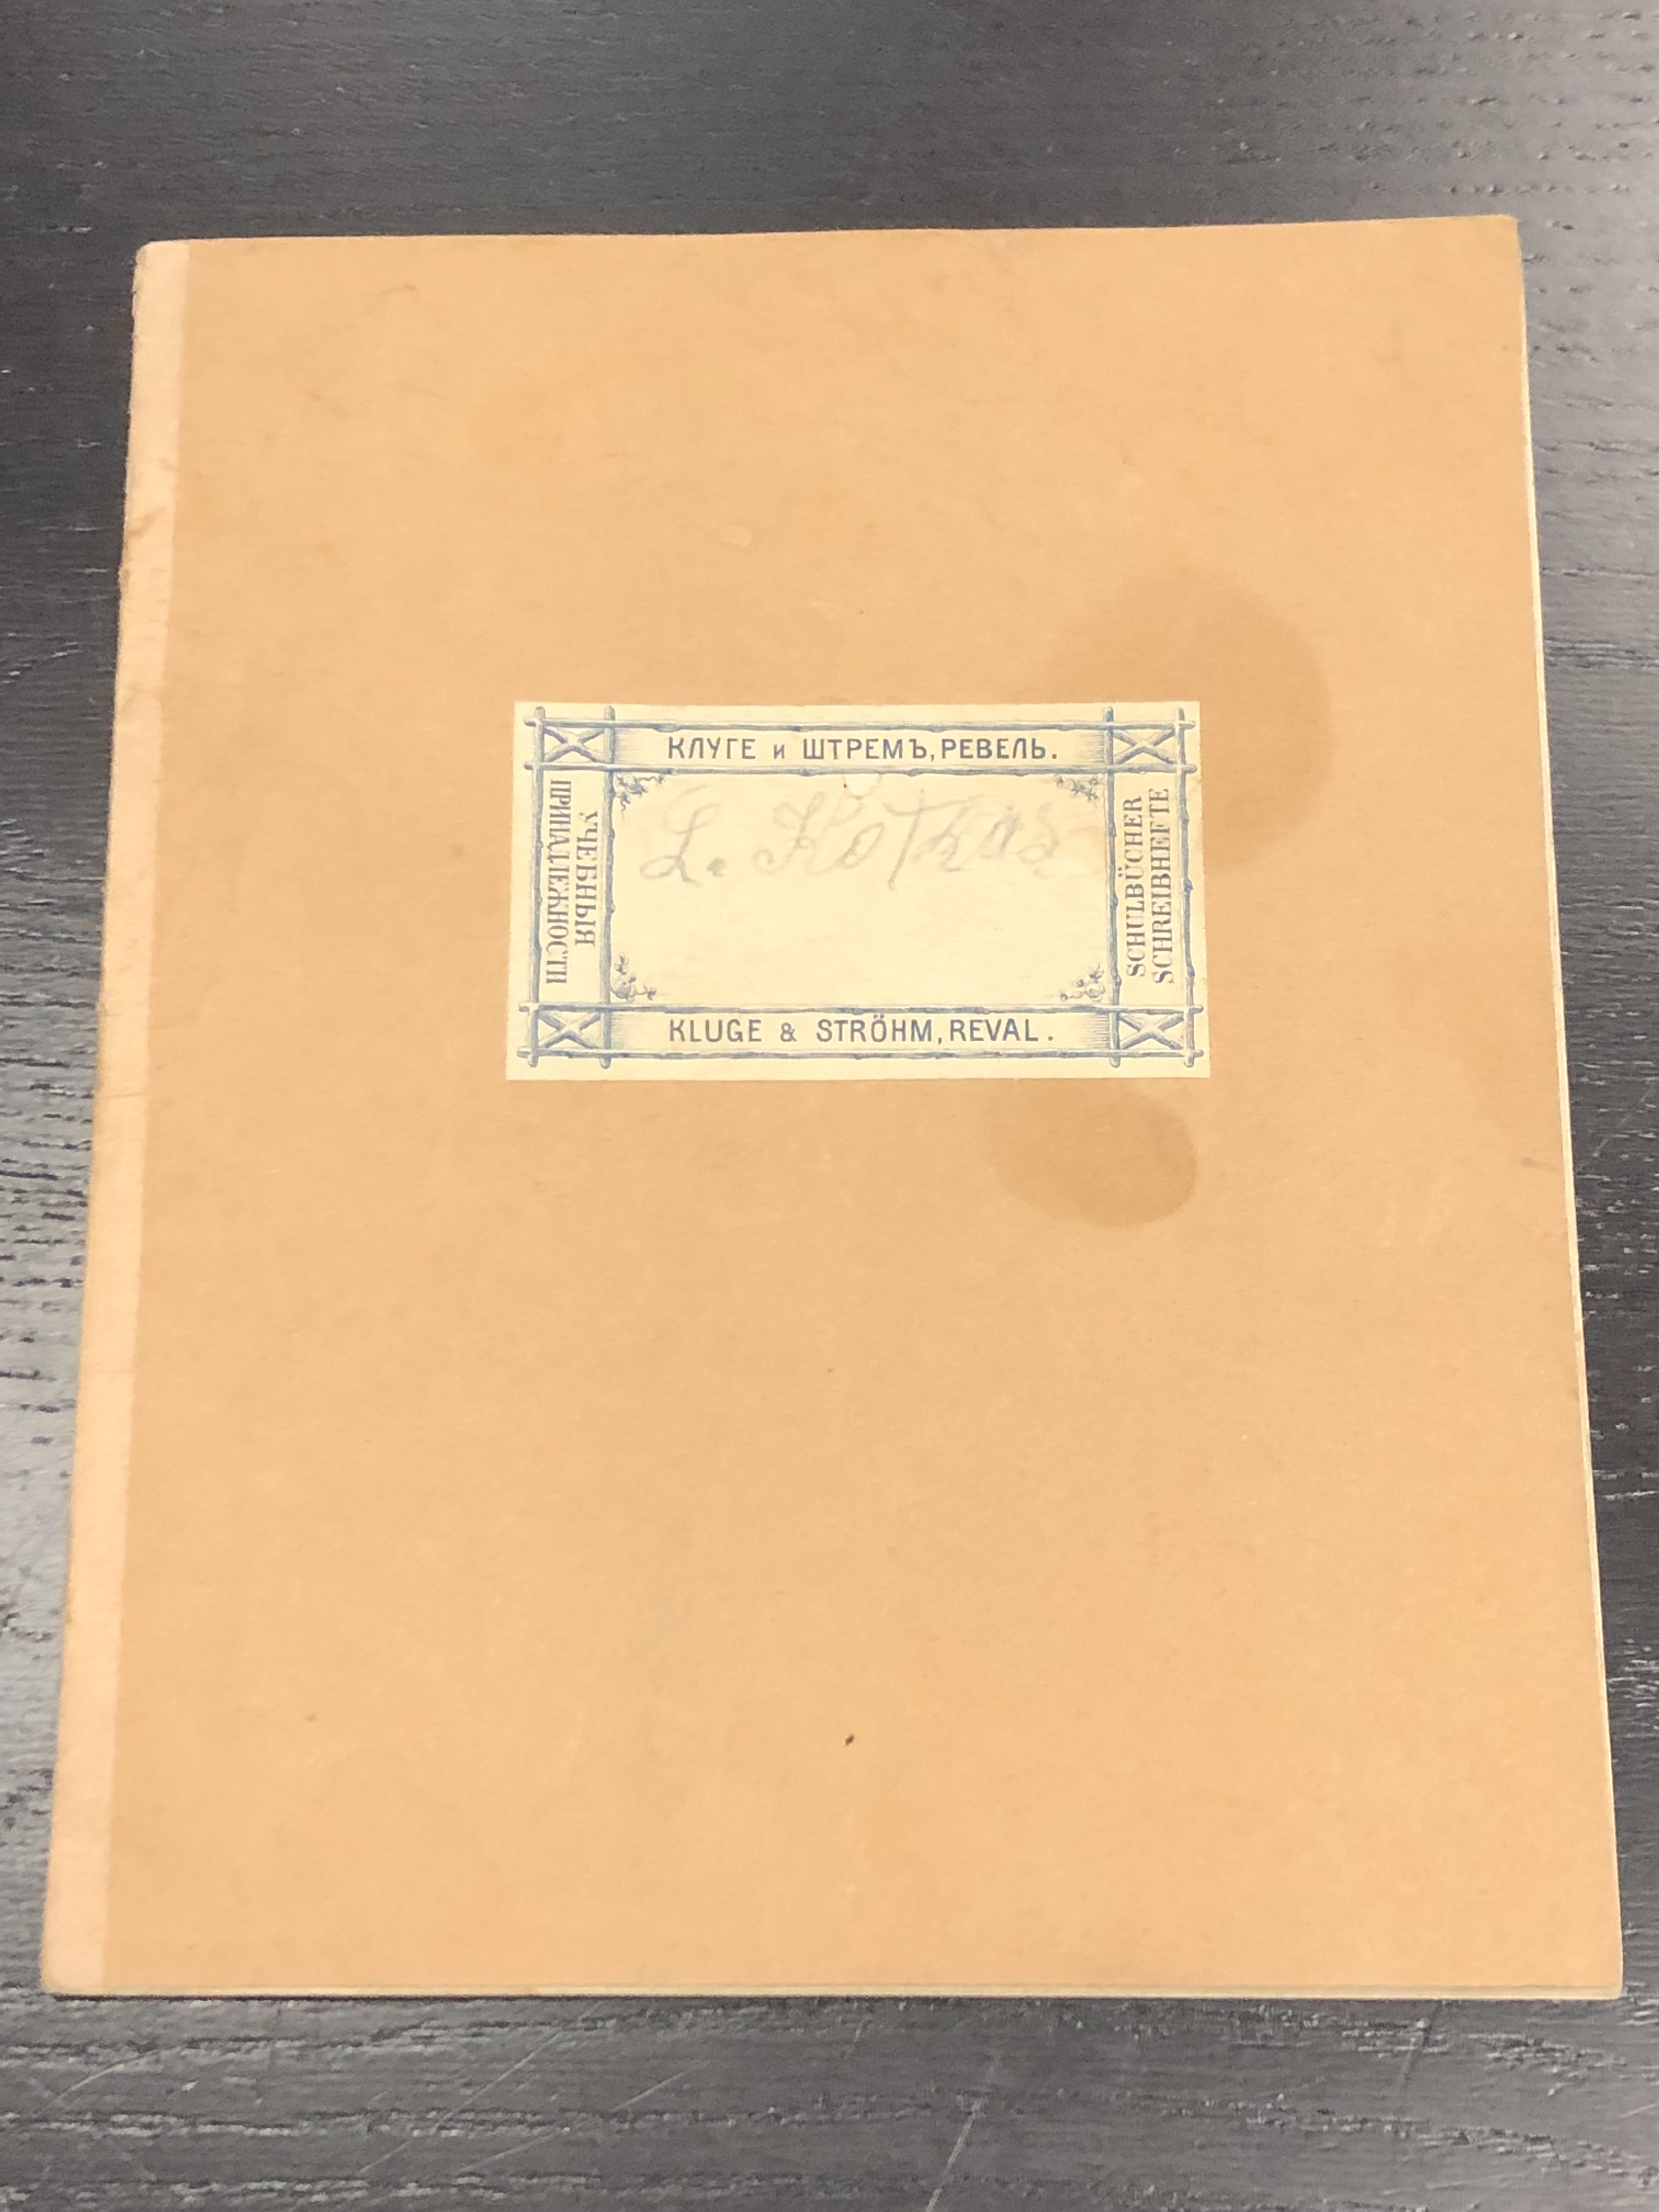 КЛУГЕ и ШТРЕМЪ, РЕВЕЛЬ.
УЧЕБНЫЯ
ПРИНАДЛЕЖНОСТИ
L. Kotkas
SCHULBÜCHER
SCHREIBHEFTE
KLUGE & STRÖHM, REVAL.